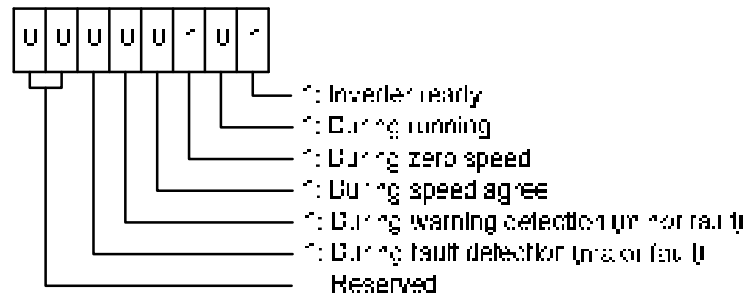 0 0 0 0 0 1 0 1
1: Inverter ready
1: During running
1: During zero speed
1: During speed agree
1: During warning detection (minor fault)
1: During fault detection (major fault)
Reserved